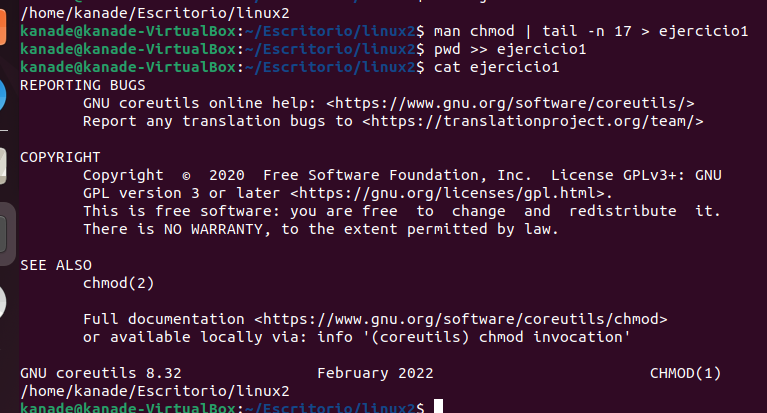 /home/kanade/Escritorio/linux2
kanade@kanade-VirtualBox:~/Escritorio/linux2$ man chmod | tail -n 17 > ejercicio1
kanade@kanade-VirtualBox:~/Escritorio/linux2$ pwd >> ejercicio1
kanade@kanade-VirtualBox:~/Escritorio/linux2$ cat ejercicio1
REPORTING BUGS
GNU coreutils online help: <https://www.gnu.org/software/coreutils/>
Report any translation bugs to <https://translationproject.org/team/>
COPYRIGHT
Copyright © 2020 Free Software Foundation, Inc. License GPLv3+: GNU
GPL version 3 or later <https://gnu.org/licenses/gpl.html>.
This is free software: you are free to change and redistribute it.
There is NO WARRANTY, to the extent permitted by law.
SEE ALSO
chmod(2)
Full documentation <https://www.gnu.org/software/coreutils/chmod>
or available locally via: info '(coreutils) chmod invocation'
GNU coreutils 8.32 February 2022 CHMOD(1)
/home/kanade/Escritorio/linux2
kanade@kanade-VirtualBox:~/Escritorio/linux2$